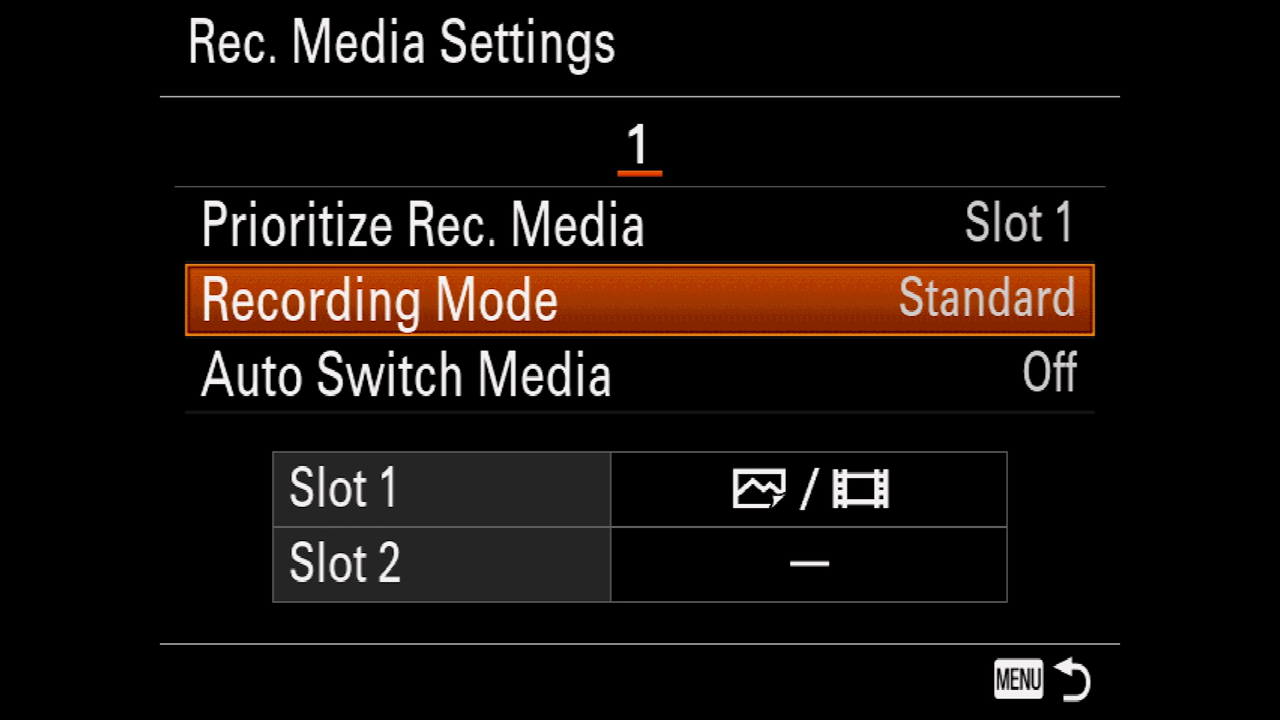 Rec. Media Settings
1
Prioritize Rec. Media Slot 1
Recording Mode Standard
Auto Switch Media Off
Slot 1 /
Slot 2 —
MENU